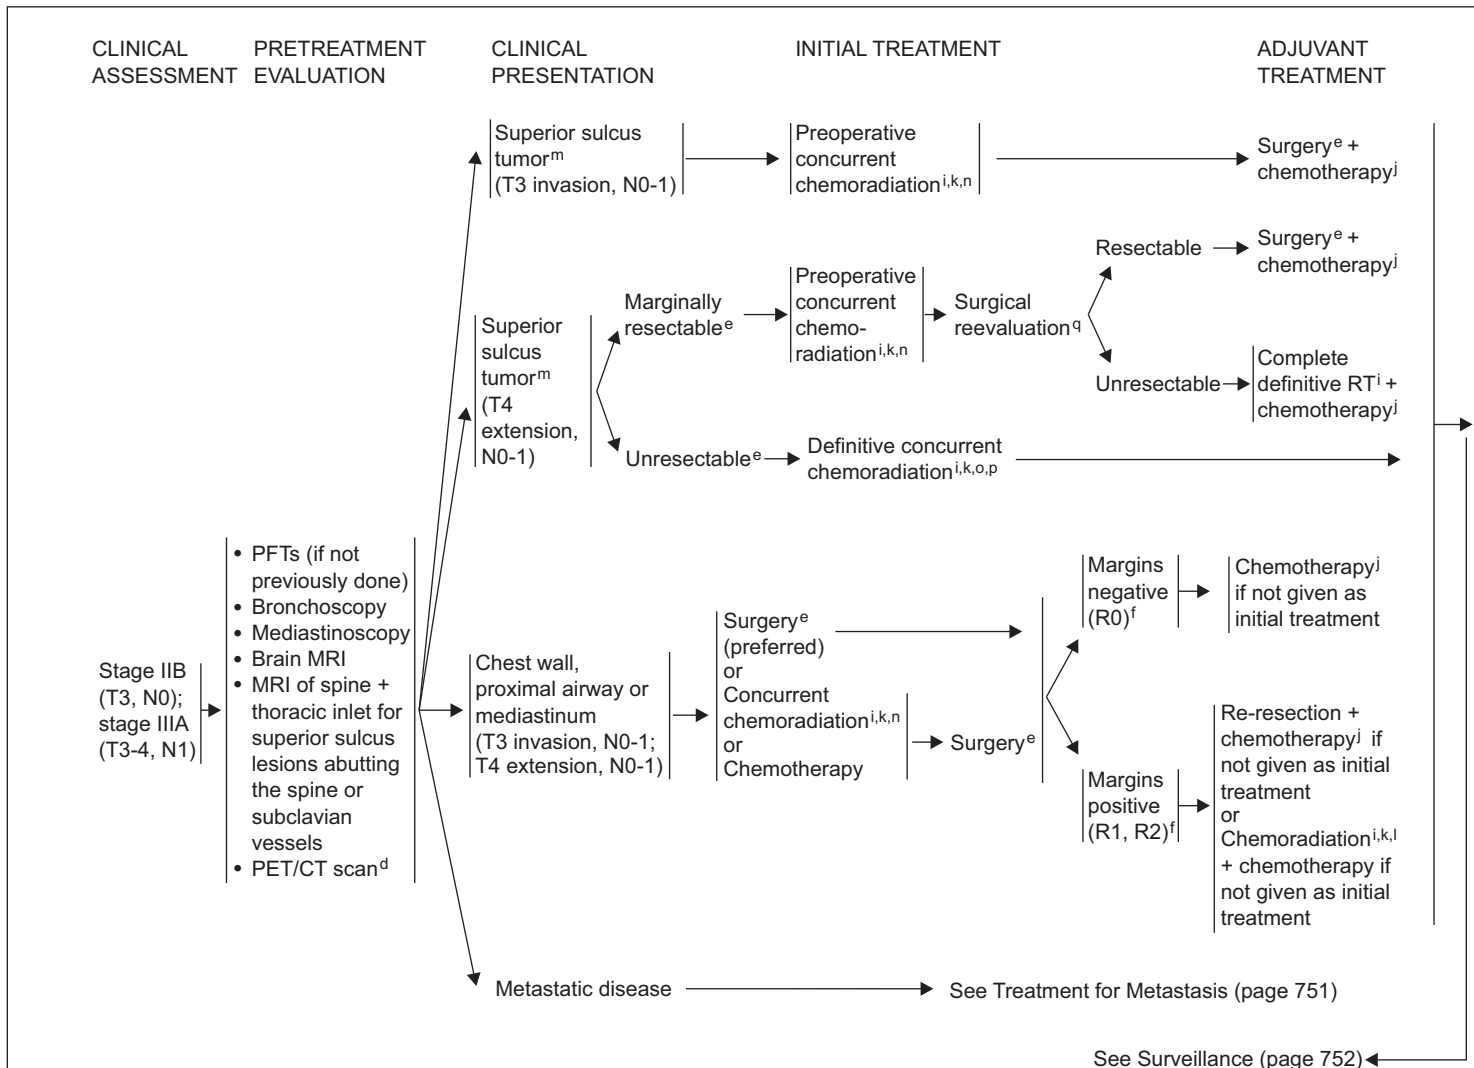 CLINICAL
ASSESSMENT
PRETREATMENT
EVALUATION
CLINICAL
PRESENTATION
INITIAL TREATMENT
ADJUVANT
TREATMENT
Superior sulcus
tumorᵐ
(T3 invasion, N0-1)
Preoperative
concurrent
chemoradiationⁱ,ᵏ,ⁿ
Surgeryᵉ +
chemotherapyʲ
Superior
sulcus
tumorᵐ
(T4
extension,
N0-1)
Marginally
resectableᵉ
Preoperative
concurrent
chemo-
radiationⁱ,ᵏ,ⁿ
Surgical
reevaluation^q
Resectable
Surgeryᵉ +
chemotherapyʲ
Unresectable
Complete
definitive RTⁱ +
chemotherapyʲ
Unresectableᵉ
Definitive concurrent
chemoradiationⁱ,ᵏ,ᵒ,ᵖ
Stage IIB
(T3, N0);
stage IIIA
(T3-4, N1)
• PFTs (if not
previously done)
• Bronchoscopy
• Mediastinoscopy
• Brain MRI
• MRI of spine +
thoracic inlet for
superior sulcus
lesions abutting
the spine or
subclavian
vessels
• PET/CT scanᵈ
Chest wall,
proximal airway or
mediastinum
(T3 invasion, N0-1;
T4 extension, N0-1)
Surgeryᵉ
(preferred)
or
Concurrent
chemoradiationⁱ,ᵏ,ⁿ
or
Chemotherapy
Surgeryᵉ
Margins
negative
(R0)ᶠ
Chemotherapyʲ
if not given as
initial treatment
Margins
positive
(R1, R2)ᶠ
Re-resection +
chemotherapyʲ if
not given as initial
treatment
or
Chemoradiationⁱ,ᵏ,ˡ
+ chemotherapy if
not given as initial
treatment
Metastatic disease
See Treatment for Metastasis (page 751)
See Surveillance (page 752)